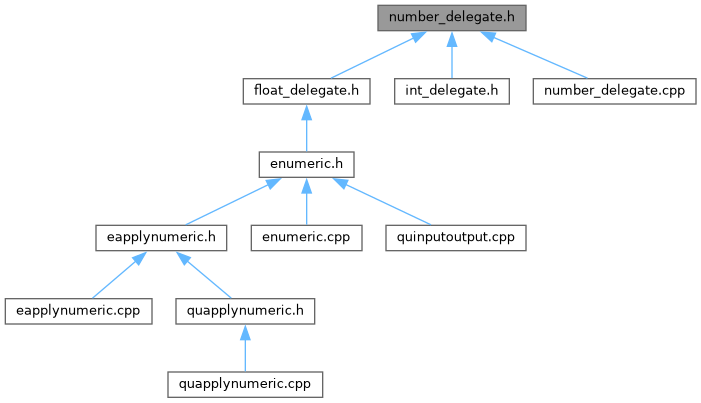 number_delegate.h
float_delegate.h
int_delegate.h
number_delegate.cpp
enumeric.h
eapplynumeric.h
enumeric.cpp
quinputoutput.cpp
eapplynumeric.cpp
quapplynumeric.h
quapplynumeric.cpp